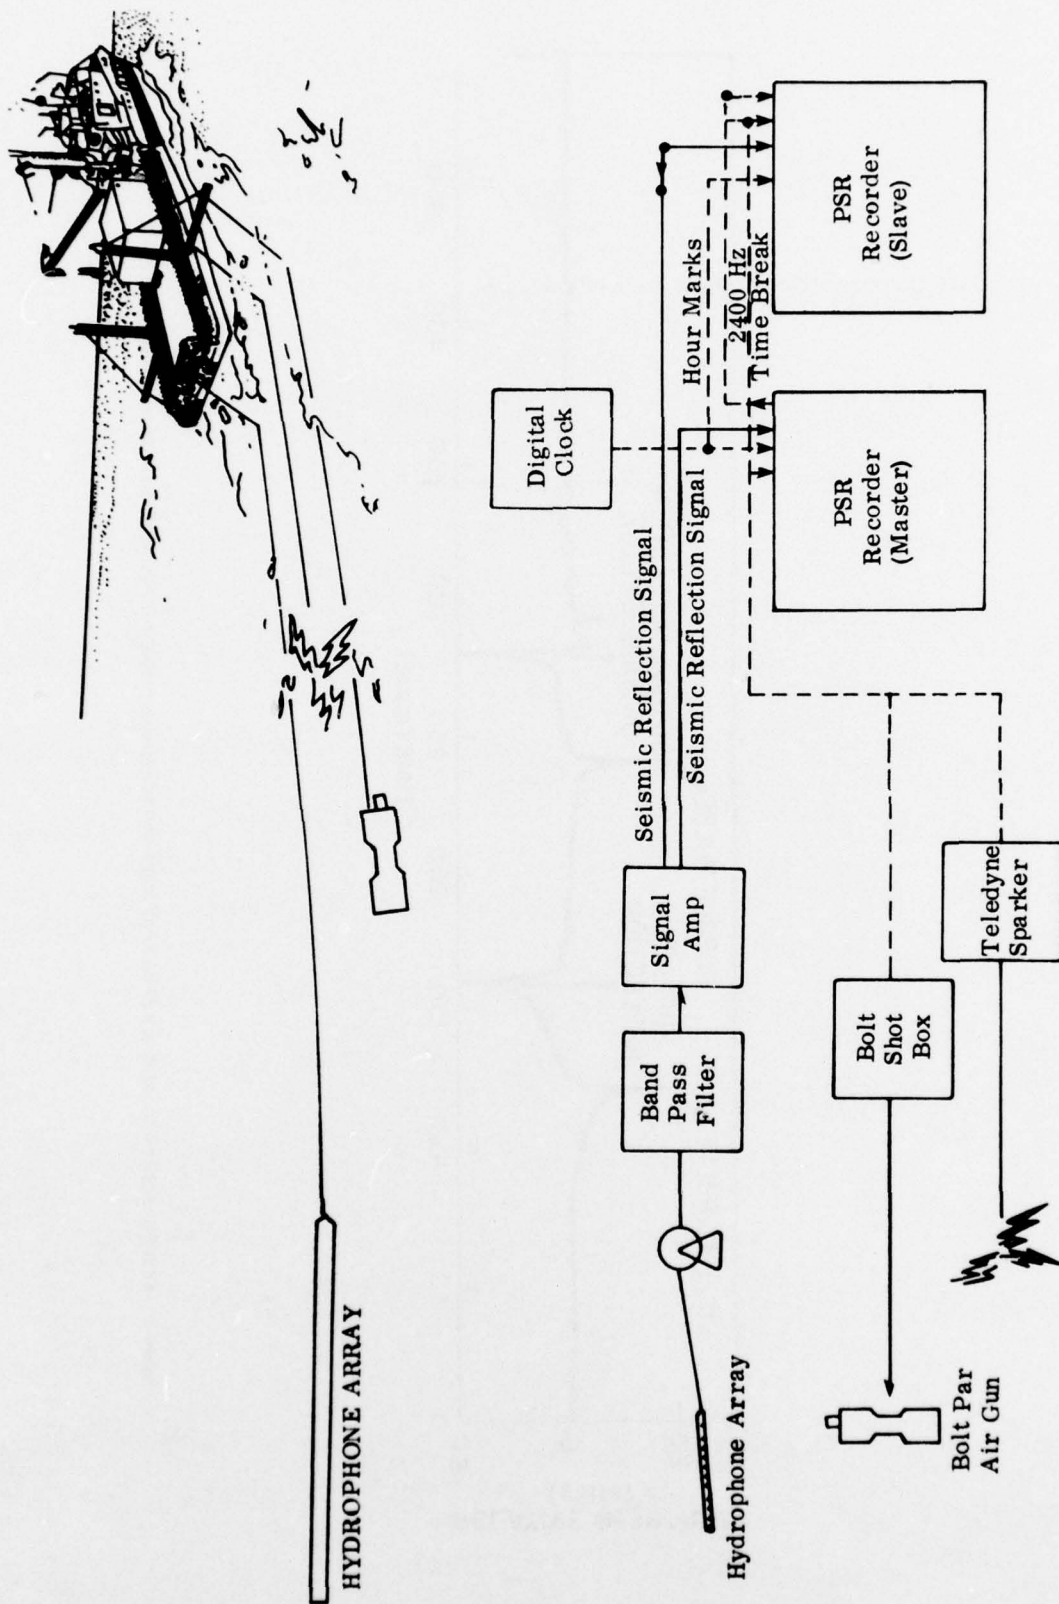 HYDROPHONE ARRAY
Digital
Clock
Hour Marks
2400 Hz
Time Break
Seismic Reflection Signal
Seismic Reflection Signal
Signal
Amp
Band
Pass
Filter
Hydrophone Array
PSR
Recorder
(Master)
PSR
Recorder
(Slave)
Bolt
Shot
Box
Teledyne
Sparker
Bolt Par
Air Gun